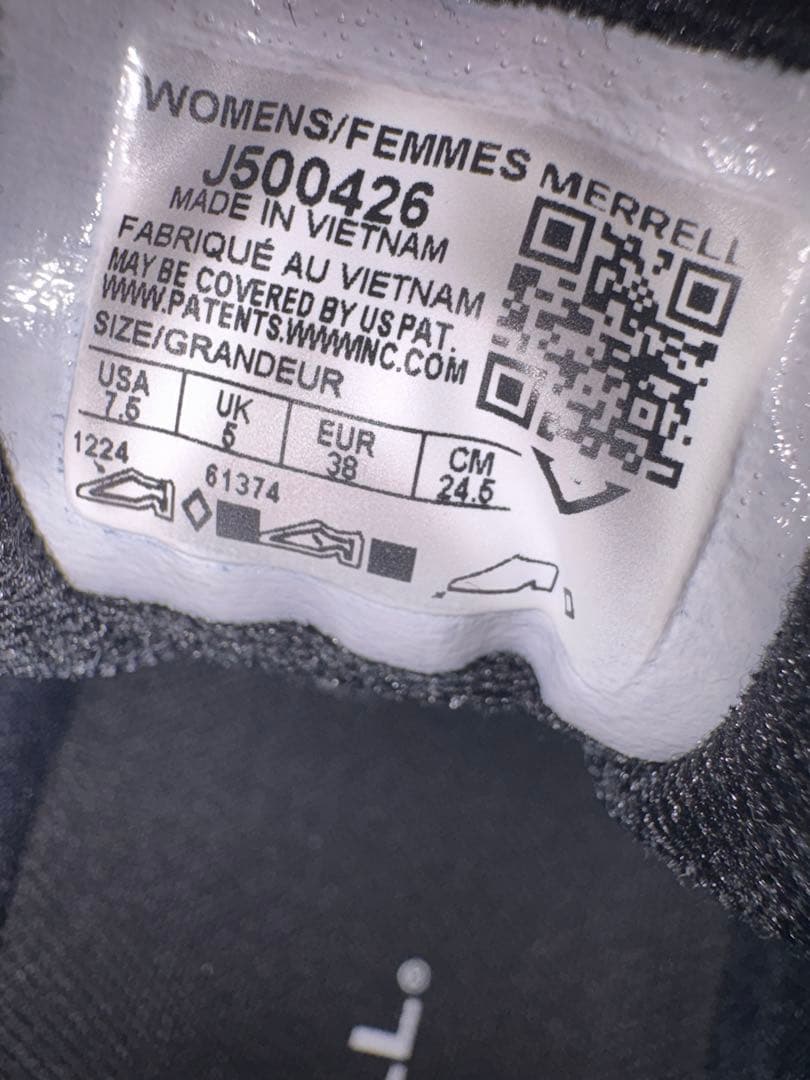 WOMENS/FEMMES MERRELL
J500426
MADE IN VIETNAM
FABRIQUÉ AU VIETNAM
MAY BE COVERED BY US PAT.
WWW.PATENTS.WWWINC.COM
SIZE/GRANDEUR
USA UK EUR CM
7.5 5 38 24.5
1224 61374
L®